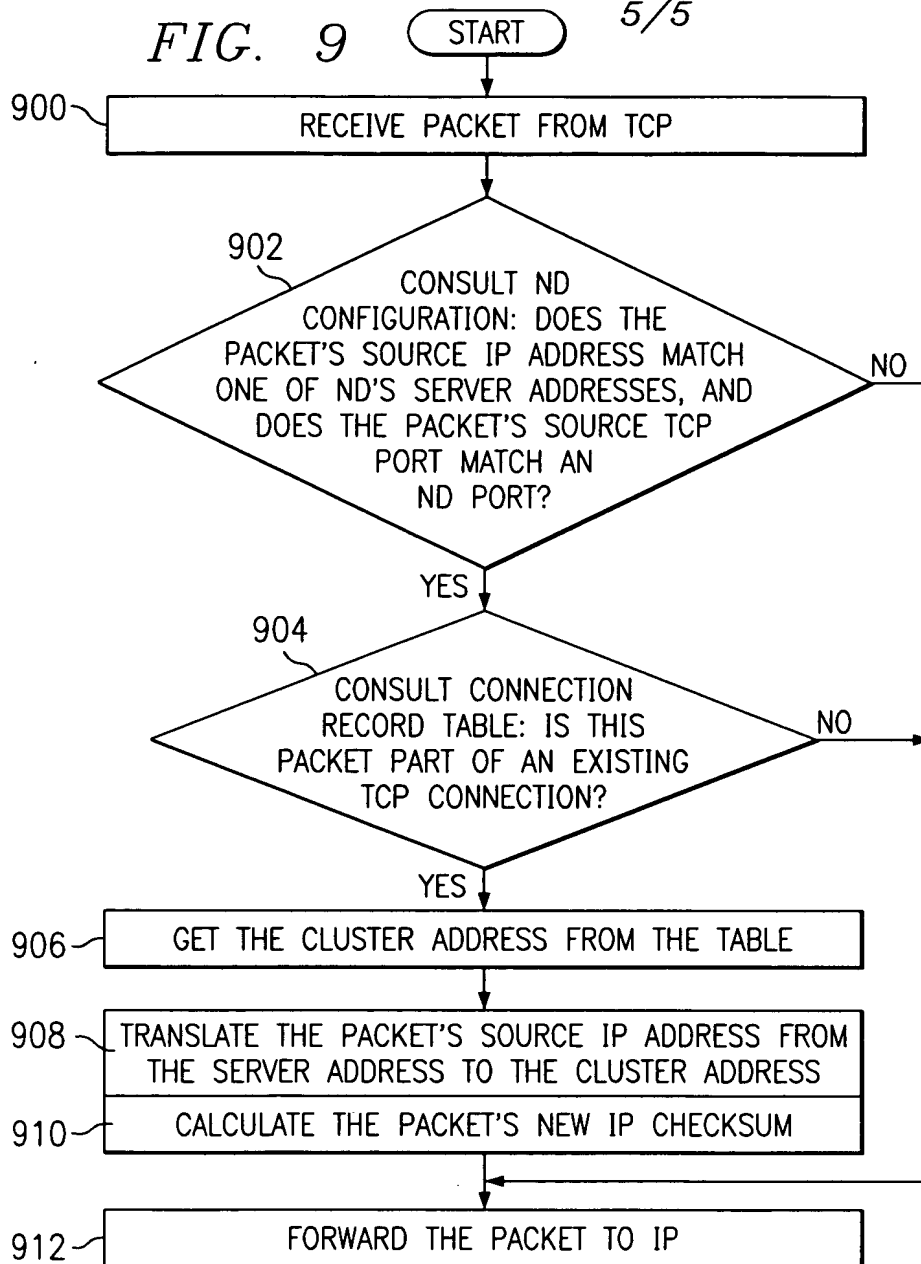 FIG. 9
START
5/5
900
RECEIVE PACKET FROM TCP
902
CONSULT ND
CONFIGURATION: DOES THE
PACKET'S SOURCE IP ADDRESS MATCH
ONE OF ND'S SERVER ADDRESSES, AND
DOES THE PACKET'S SOURCE TCP
PORT MATCH AN
ND PORT?
NO
YES
904
CONSULT CONNECTION
RECORD TABLE: IS THIS
PACKET PART OF AN EXISTING
TCP CONNECTION?
NO
YES
906
GET THE CLUSTER ADDRESS FROM THE TABLE
908
TRANSLATE THE PACKET'S SOURCE IP ADDRESS FROM
THE SERVER ADDRESS TO THE CLUSTER ADDRESS
910
CALCULATE THE PACKET'S NEW IP CHECKSUM
912
FORWARD THE PACKET TO IP